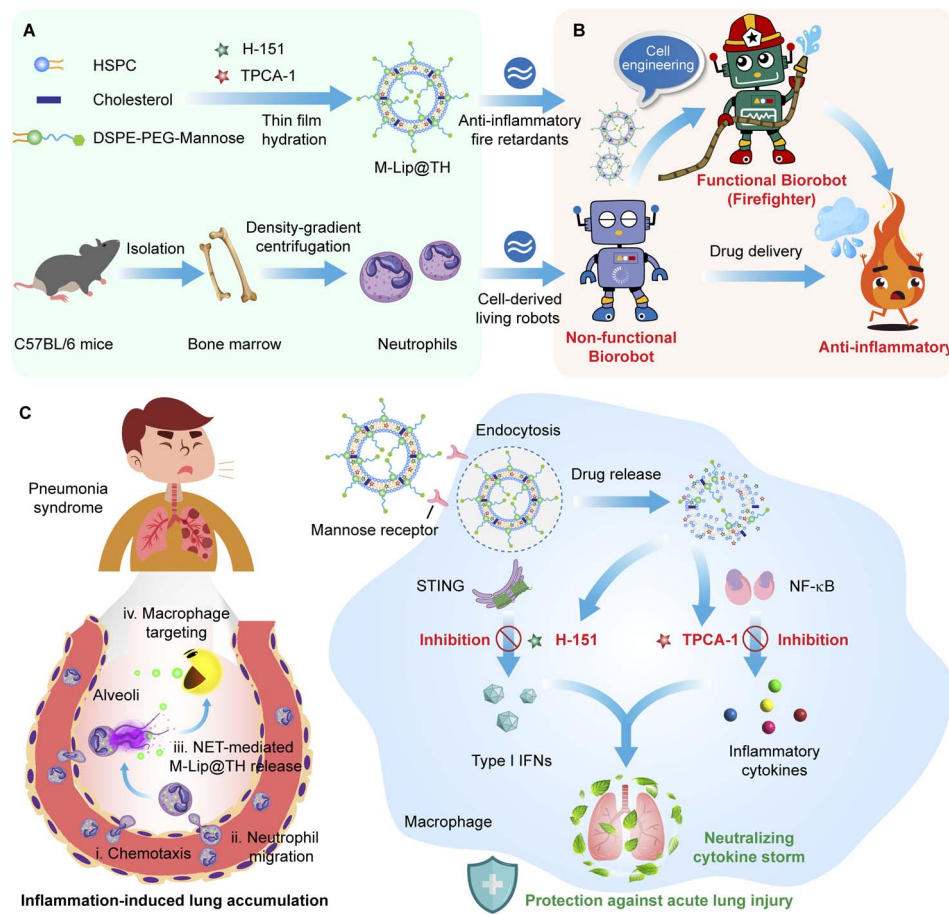 A
HSPC
Cholesterol
DSPE-PEG-Mannose
H-151
TPCA-1
Thin film
hydration
M-Lip@TH
Anti-inflammatory
fire retardants
C57BL/6 mice
Isolation
Bone marrow
Density-gradient
centrifugation
Neutrophils
Cell-derived
living robots
B
Cell
engineering
Functional Biorobot
(Firefighter)
Non-functional
Biorobot
Drug delivery
Anti-inflammatory
C
Pneumonia
syndrome
iv. Macrophage
targeting
Alveoli
iii. NET-mediated
M-Lip@TH release
ii. Neutrophil
migration
i. Chemotaxis
Inflammation-induced lung accumulation
Endocytosis
Mannose receptor
Drug release
STING
NF-κB
Inhibition
H-151
TPCA-1
Inhibition
Type I IFNs
Inflammatory
cytokines
Macrophage
Neutralizing
cytokine storm
Protection against acute lung injury